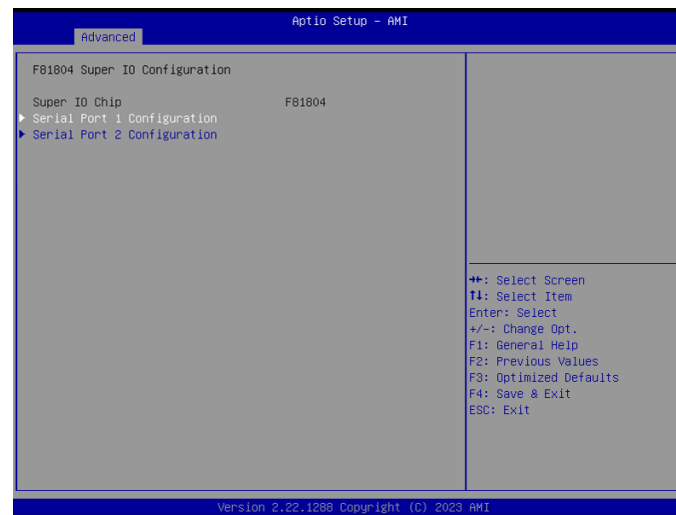 Aptio Setup - AMI
Advanced
F81804 Super IO Configuration
Super IO Chip F81804
Serial Port 1 Configuration
Serial Port 2 Configuration
→←: Select Screen
↑↓: Select Item
Enter: Select
+/-: Change Opt.
F1: General Help
F2: Previous Values
F3: Optimized Defaults
F4: Save & Exit
ESC: Exit
Version 2.22.1288 Copyright (C) 2023 AMI